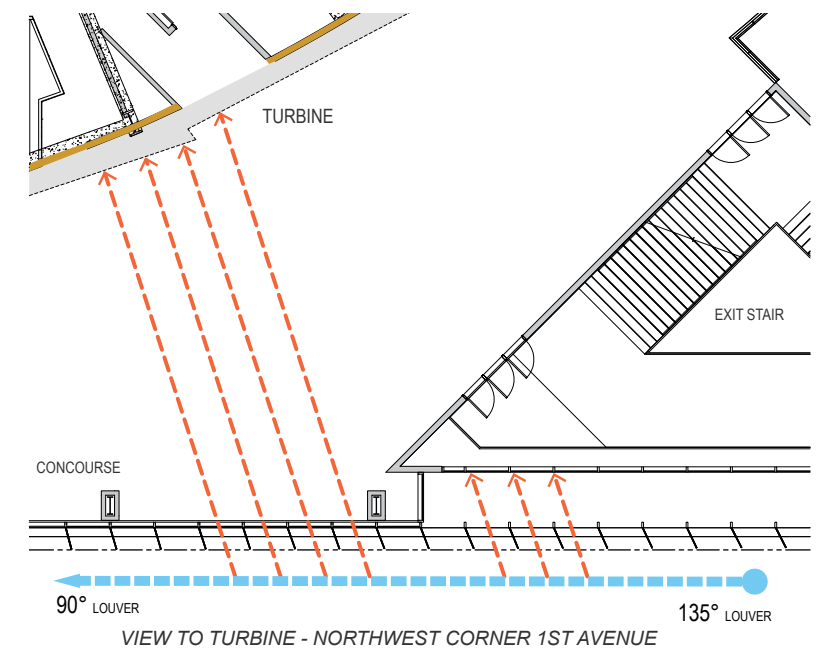 TURBINE
EXIT STAIR
CONCOURSE
90° LOUVER
135° LOUVER
VIEW TO TURBINE - NORTHWEST CORNER 1ST AVENUE